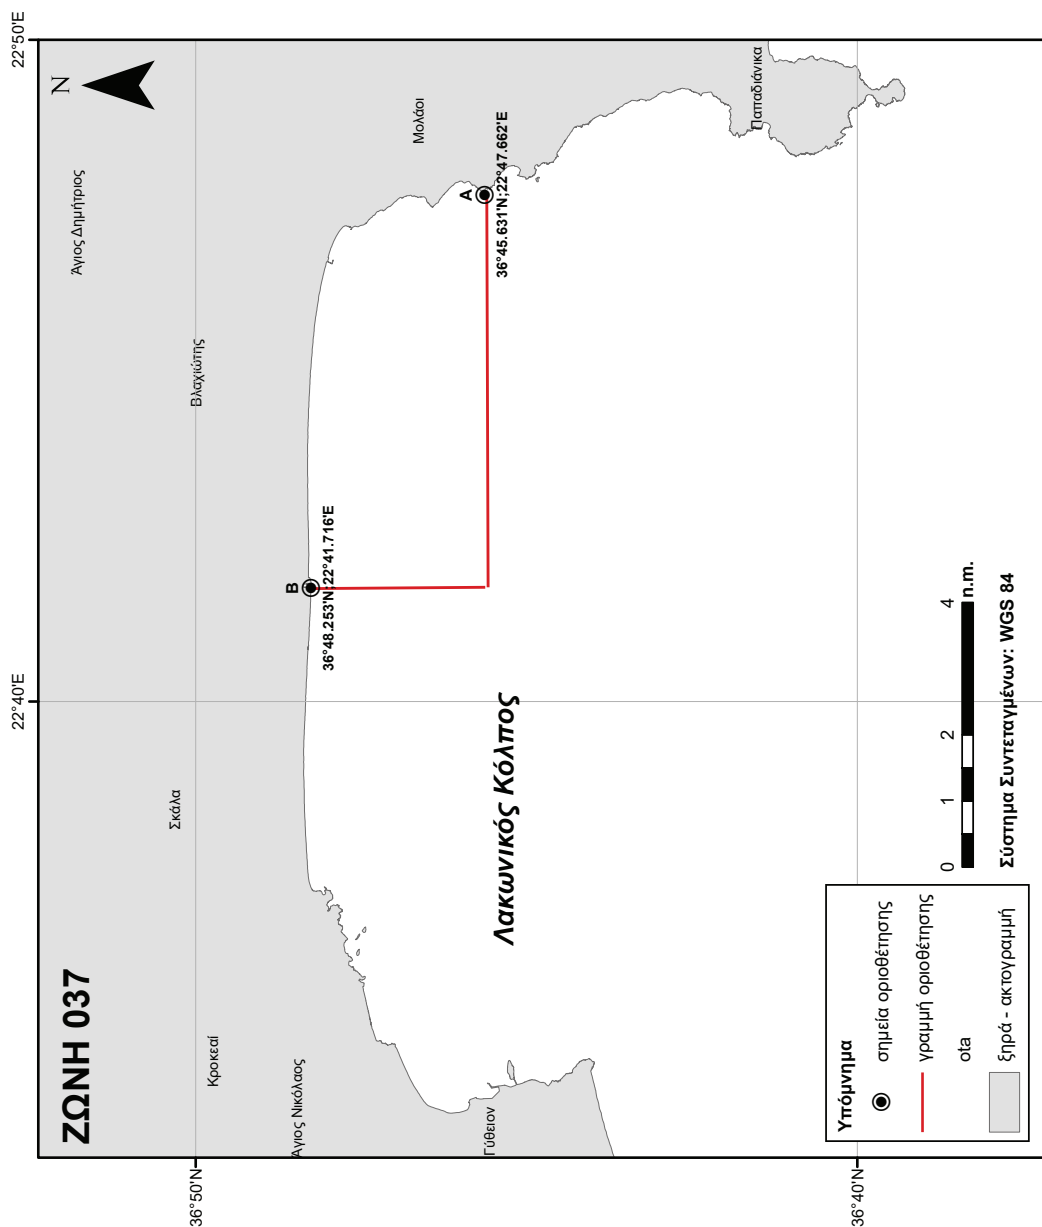 ΖΩΝΗ 037
N
22°40'E
22°50'E
36°50'N
36°40'N
Άγιος Δημήτριος
Βλαχιώτης
Σκάλα
Κροκεαί
Άγιος Νικόλαος
Γύθειον
Μολάοι
Παπαδιάνικα
B
36°48.253'N;22°41.716'E
A
36°45.631'N;22°47.662'E
Λακωνικός Κόλπος
Υπόμνημα
σημεία οριοθέτησης
γραμμή οριοθέτησης
ota
ξηρά - ακτογραμμή
0 1 2 4
n.m.
Σύστημα Συντεταγμένων: WGS 84